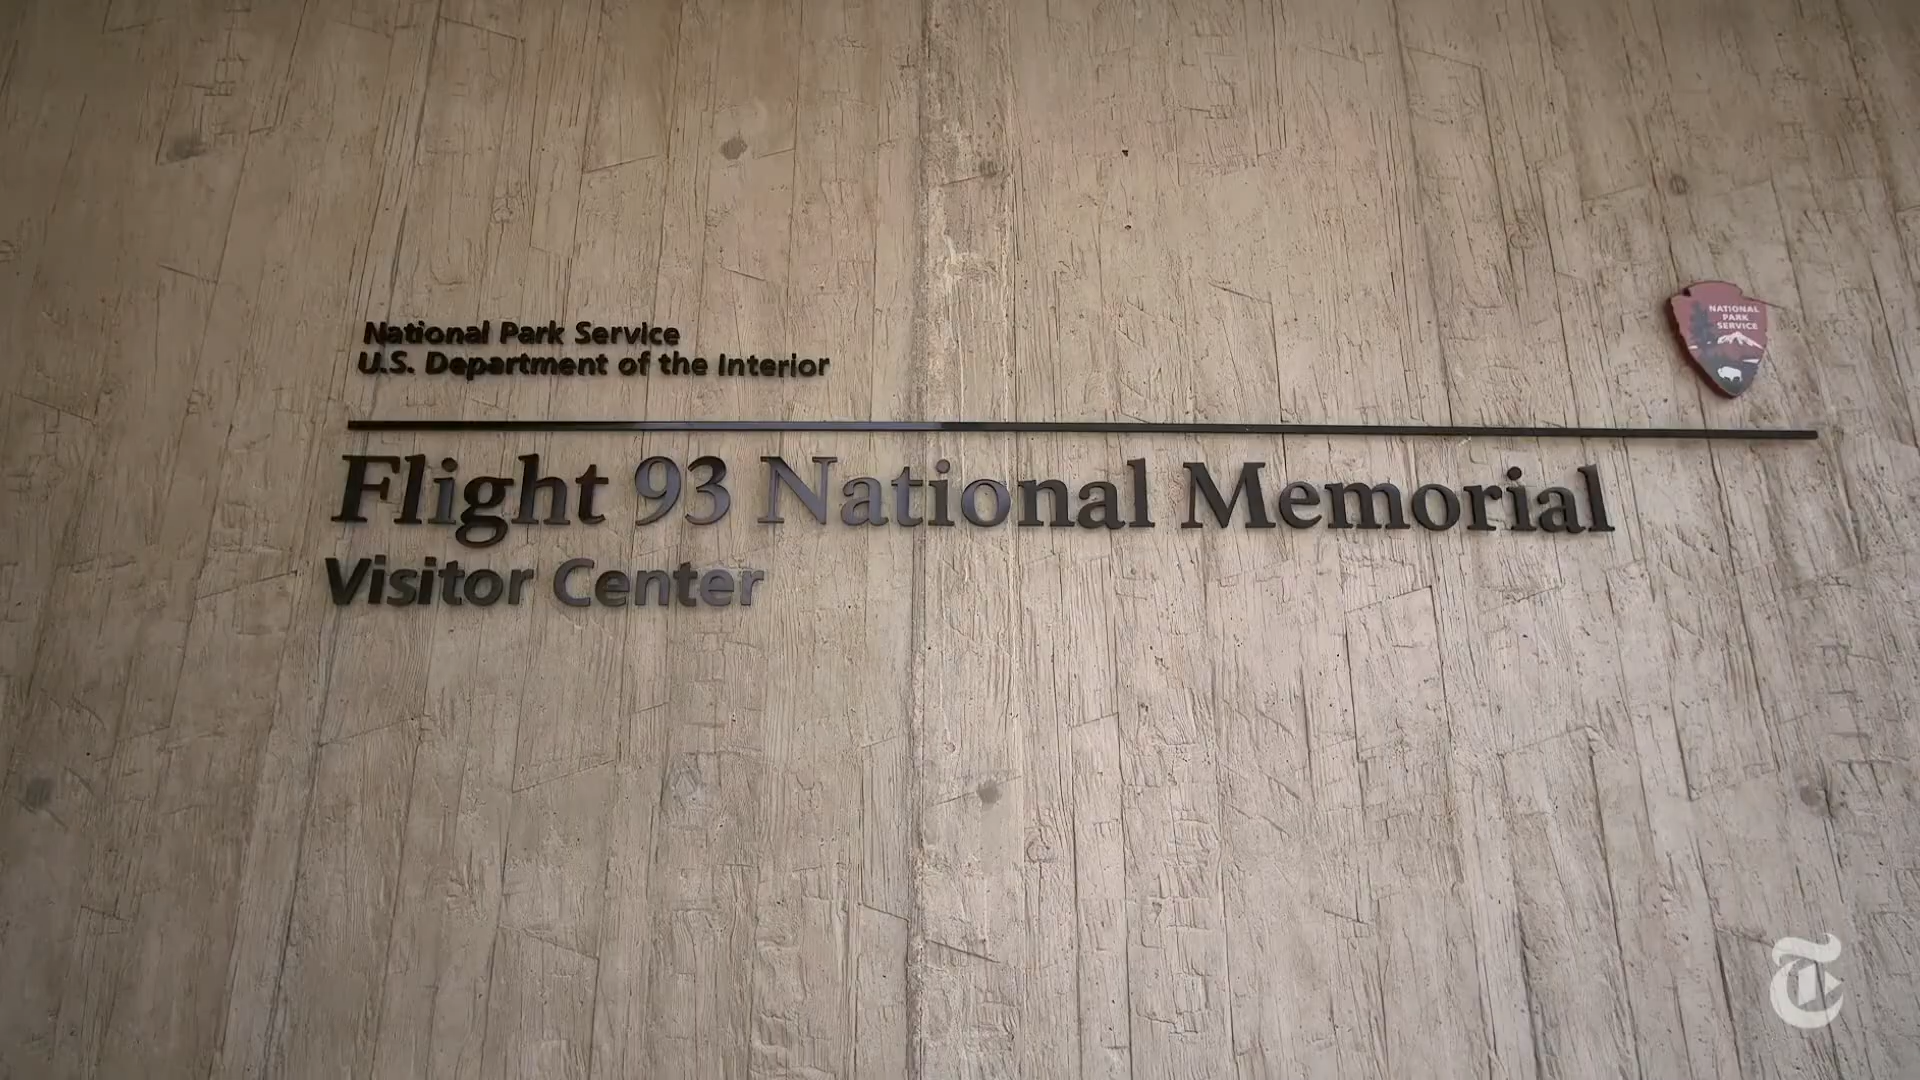 National Park Service
U.S. Department of the Interior
NATIONAL
PARK
SERVICE
Flight 93 National Memorial
Visitor Center
T